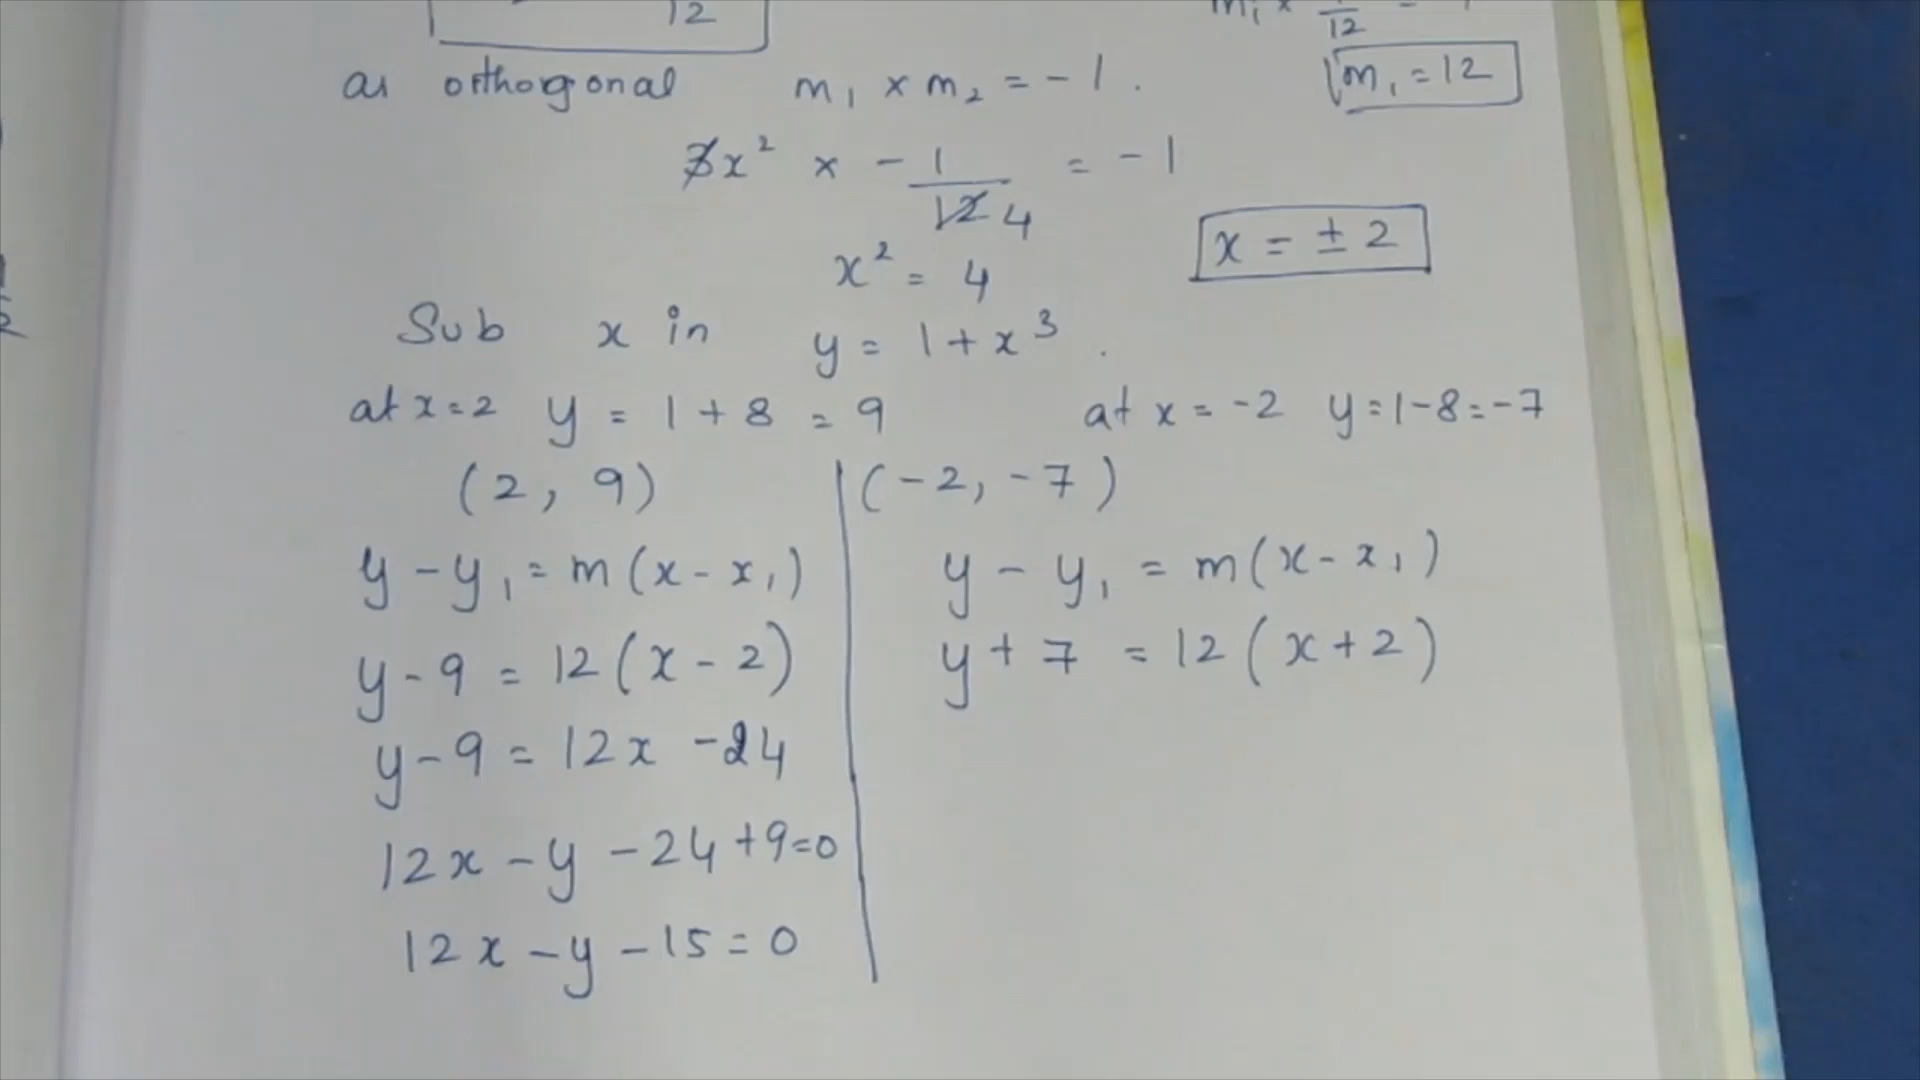 12
12
as orthogonal m₁ × m₂ = -1.
m₁ = 12
3x² × -1/12 4 = -1
x² = 4
x = ± 2
Sub x in y = 1 + x³.
at x = 2 y = 1 + 8 = 9
at x = -2 y = 1 - 8 = -7
(2, 9)
y - y₁ = m(x - x₁)
y - 9 = 12(x - 2)
y - 9 = 12x - 24
12x - y - 24 + 9 = 0
12x - y - 15 = 0
(-2, -7)
y - y₁ = m(x - x₁)
y + 7 = 12(x + 2)